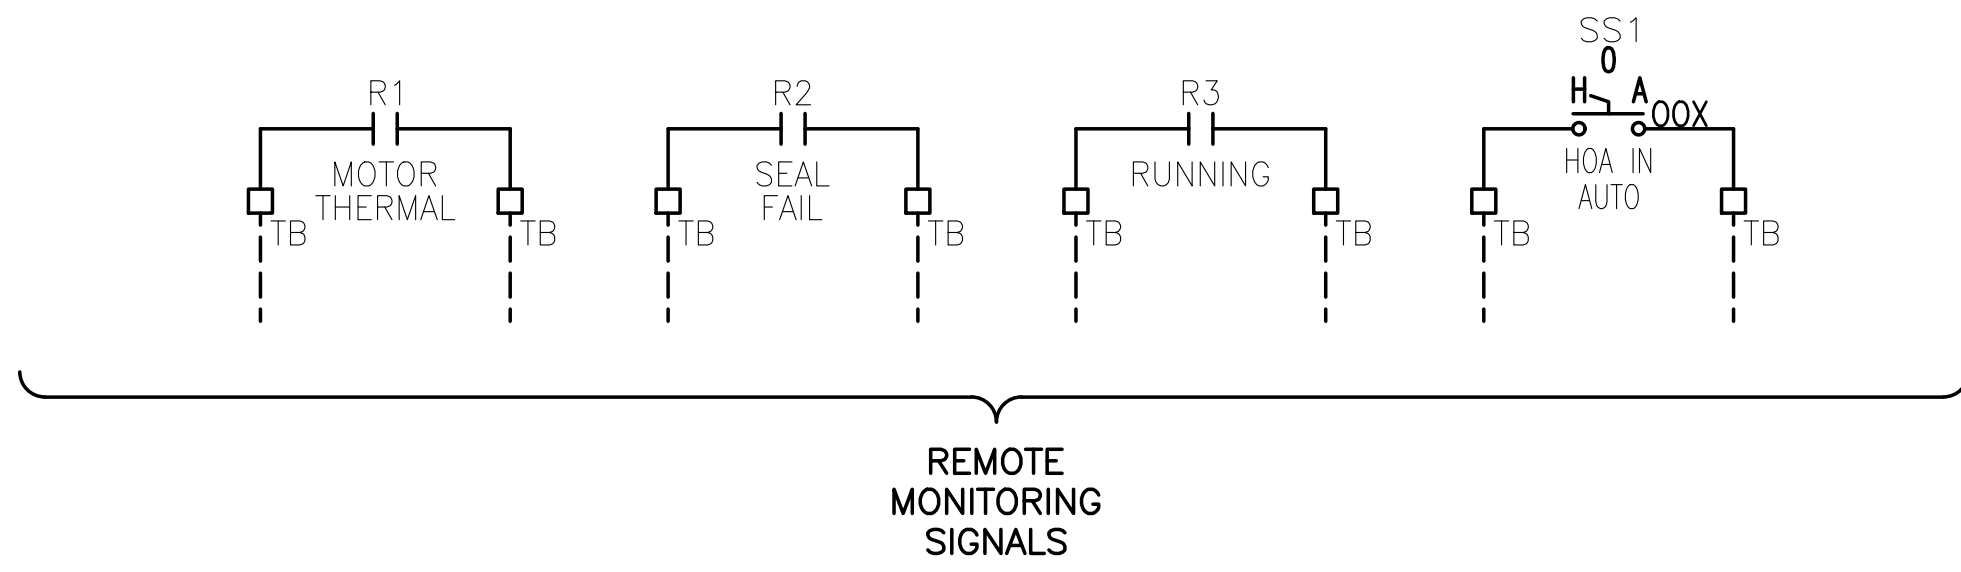 SS1
0
H A
OOX
R1
R2
R3
MOTOR
THERMAL
SEAL
FAIL
RUNNING
HOA IN
AUTO
TB TB TB TB TB TB TB TB
REMOTE
MONITORING
SIGNALS